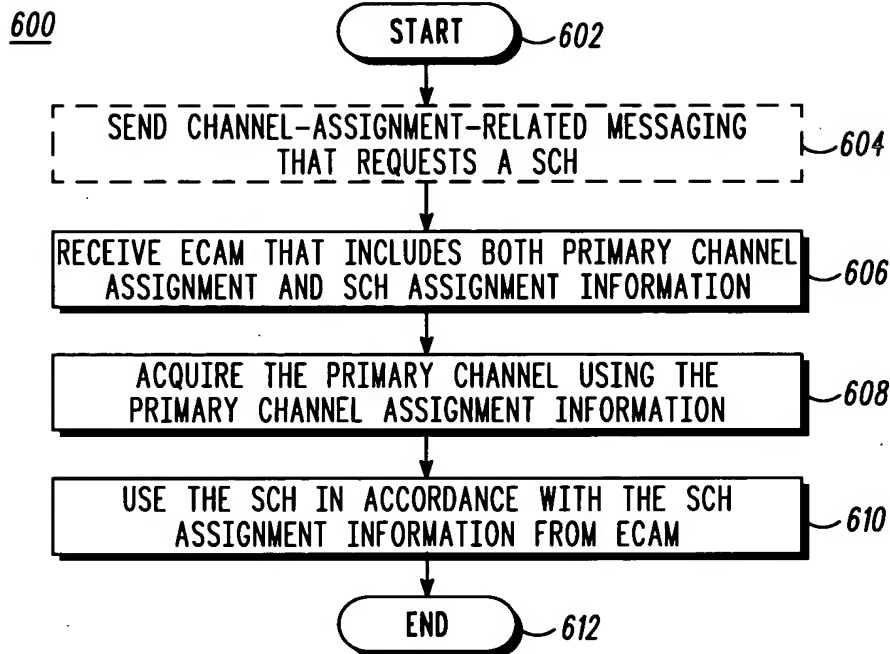 600
START
602
SEND CHANNEL-ASSIGNMENT-RELATED MESSAGING
THAT REQUESTS A SCH
604
RECEIVE ECAM THAT INCLUDES BOTH PRIMARY CHANNEL
ASSIGNMENT AND SCH ASSIGNMENT INFORMATION
606
ACQUIRE THE PRIMARY CHANNEL USING THE
PRIMARY CHANNEL ASSIGNMENT INFORMATION
608
USE THE SCH IN ACCORDANCE WITH THE SCH
ASSIGNMENT INFORMATION FROM ECAM
610
END
612